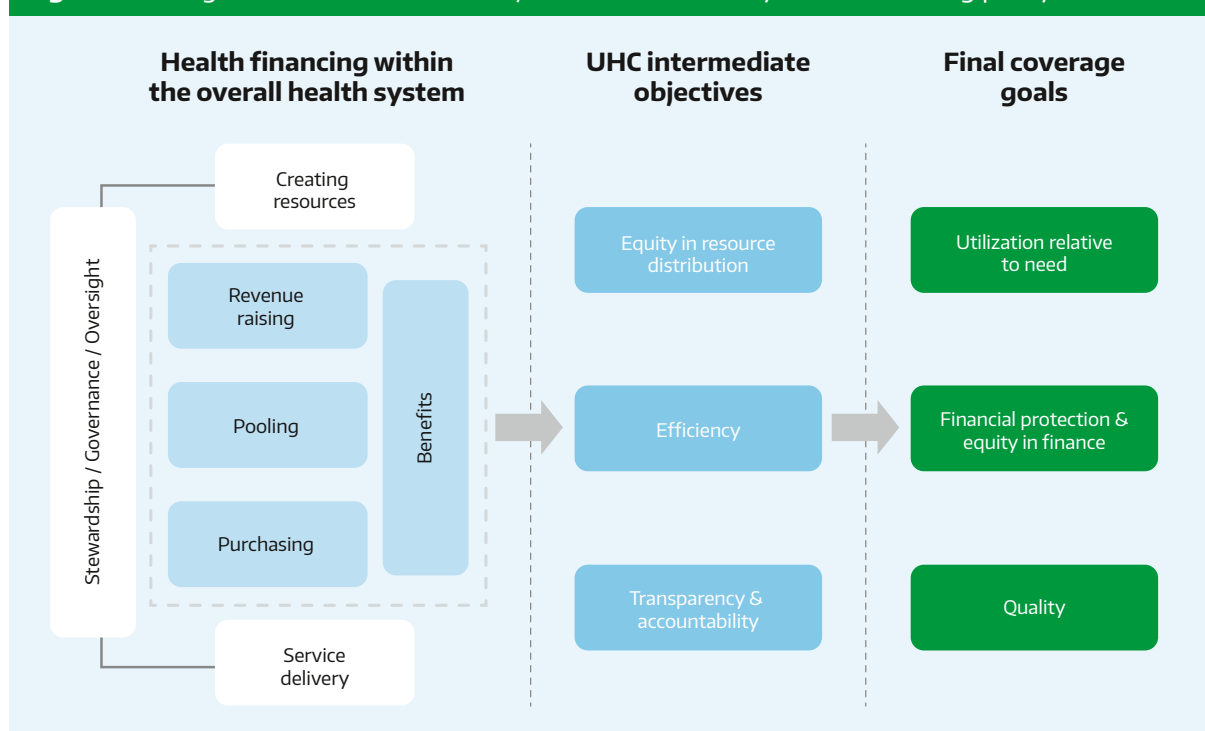 Health financing within
the overall health system
UHC intermediate
objectives
Final coverage
goals
Creating
resources
Stewardship / Governance / Oversight
Revenue
raising
Pooling
Purchasing
Benefits
Service
delivery
Equity in resource
distribution
Efficiency
Transparency &
accountability
Utilization relative
to need
Financial protection &
equity in finance
Quality